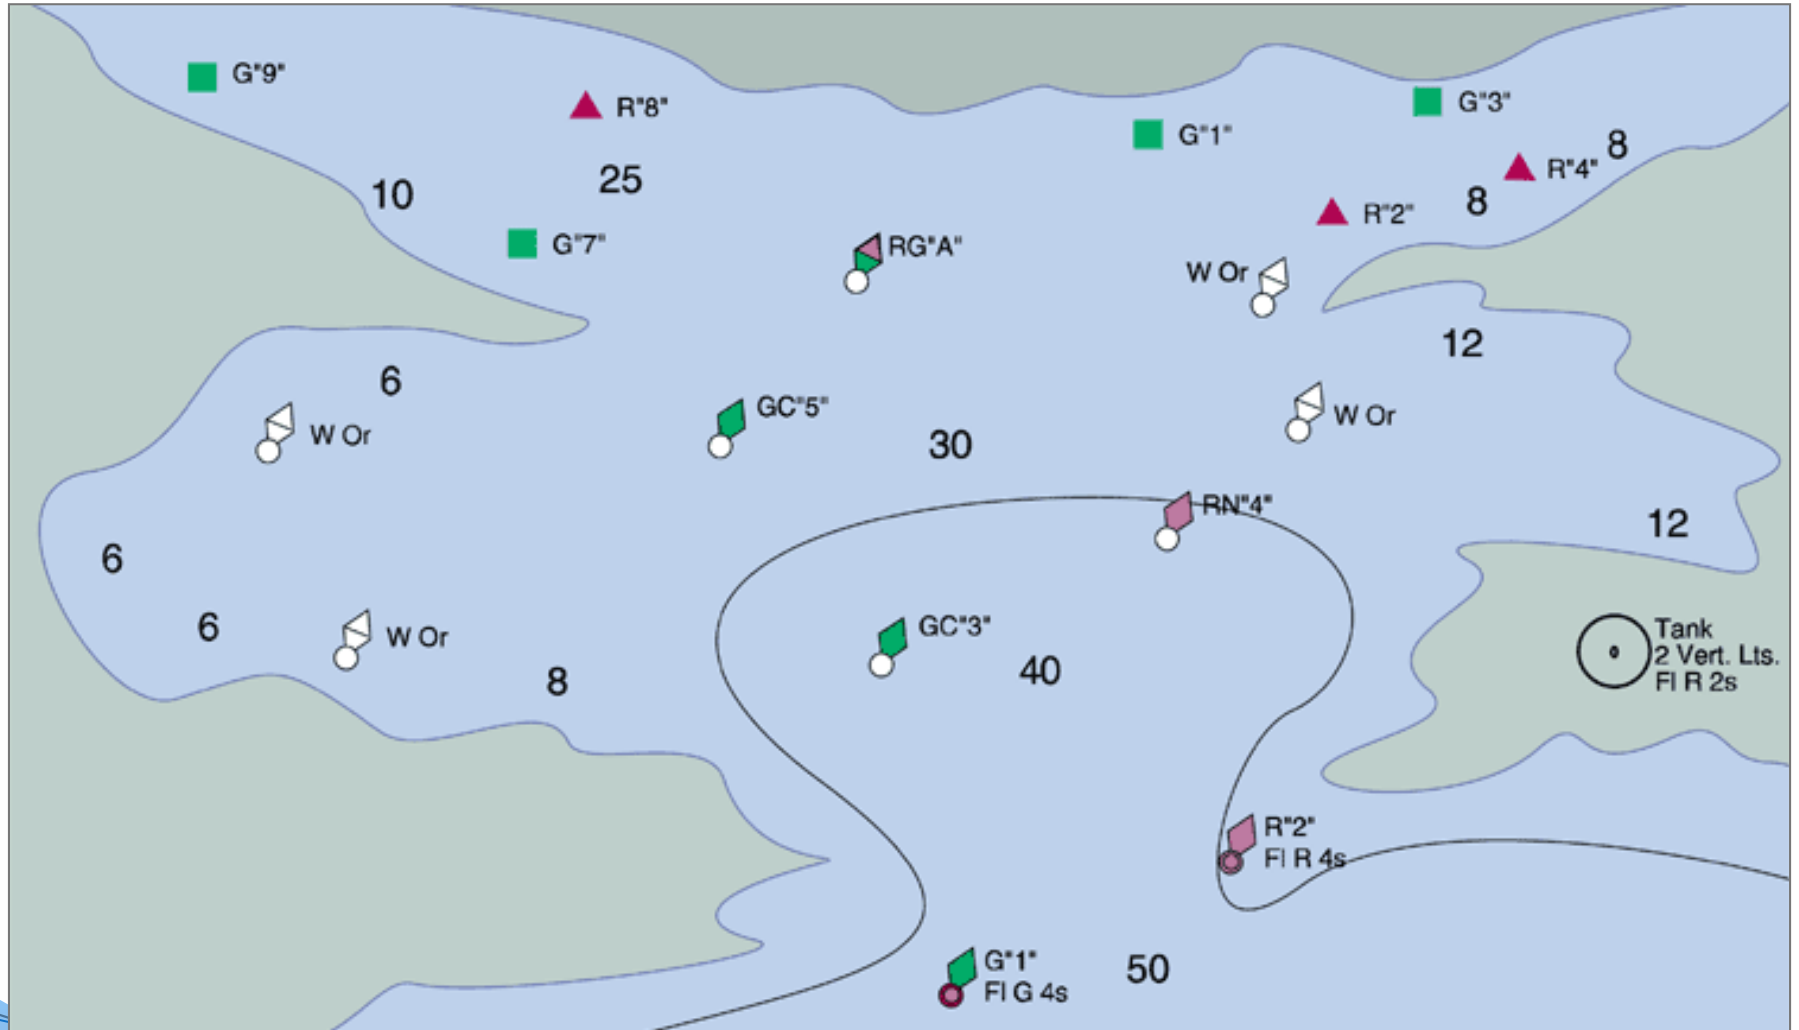 G"9"
R"8"
G"3"
G"1"
8
R"4"
10
25
8
R"2"
G"7"
RG"A"
W Or
12
6
GC"5"
W Or
W Or
30
RN"4"
12
6
6
GC"3"
Tank
2 Vert. Lts.
Fl R 2s
W Or
40
8
R"2"
Fl R 4s
G"1"
Fl G 4s
50